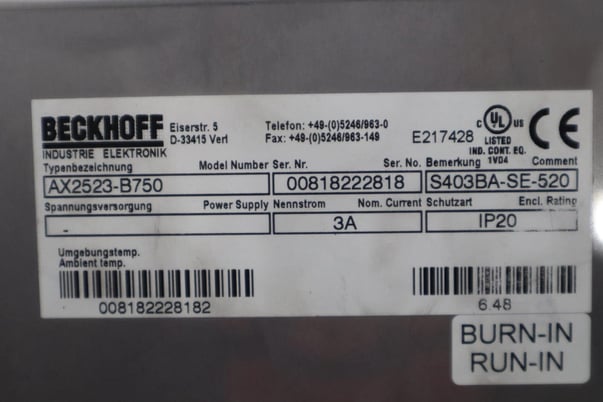 BECKHOFF
INDUSTRIE ELEKTRONIK
Eiserstr. 5
D-33415 Verl
Telefon: +49-(0)5246/963-0
Fax: +49-(0)5246/963-149
E217428
C UL US
LISTED
IND. CONT. EQ.
1VD4
CE
Typenbezeichnung Model Number Ser. Nr. Ser. No. Bemerkung Comment
AX2523-B750 00818222818 S403BA-SE-520
Spannungsversorgung Power Supply Nennstrom Nom. Current Schutzart Encl. Rating
- 3A IP20
Umgebungstemp.
Ambient temp.
008182228182 6.48
BURN-IN
RUN-IN